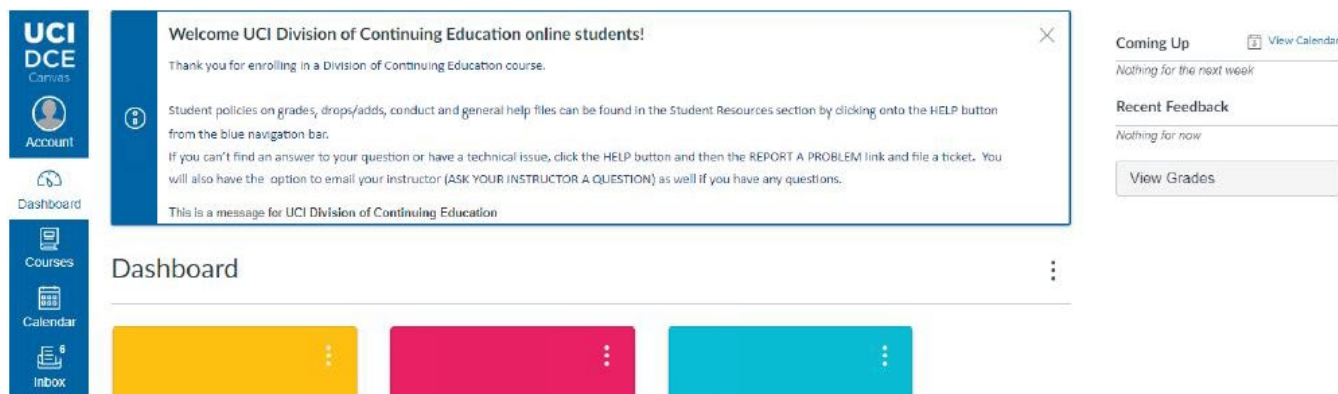 UCI
DCE
Canvas
Account
Dashboard
Courses
Calendar
6
Inbox
Welcome UCI Division of Continuing Education online students!
Thank you for enrolling in a Division of Continuing Education course.
Student policies on grades, drops/adds, conduct and general help files can be found in the Student Resources section by clicking onto the HELP button
from the blue navigation bar.
If you can't find an answer to your question or have a technical issue, click the HELP button and then the REPORT A PROBLEM link and file a ticket. You
will also have the option to email your instructor (ASK YOUR INSTRUCTOR A QUESTION) as well if you have any questions.
This is a message for UCI Division of Continuing Education
Dashboard
Coming Up
View Calendar
Nothing for the next week
Recent Feedback
Nothing for now
View Grades